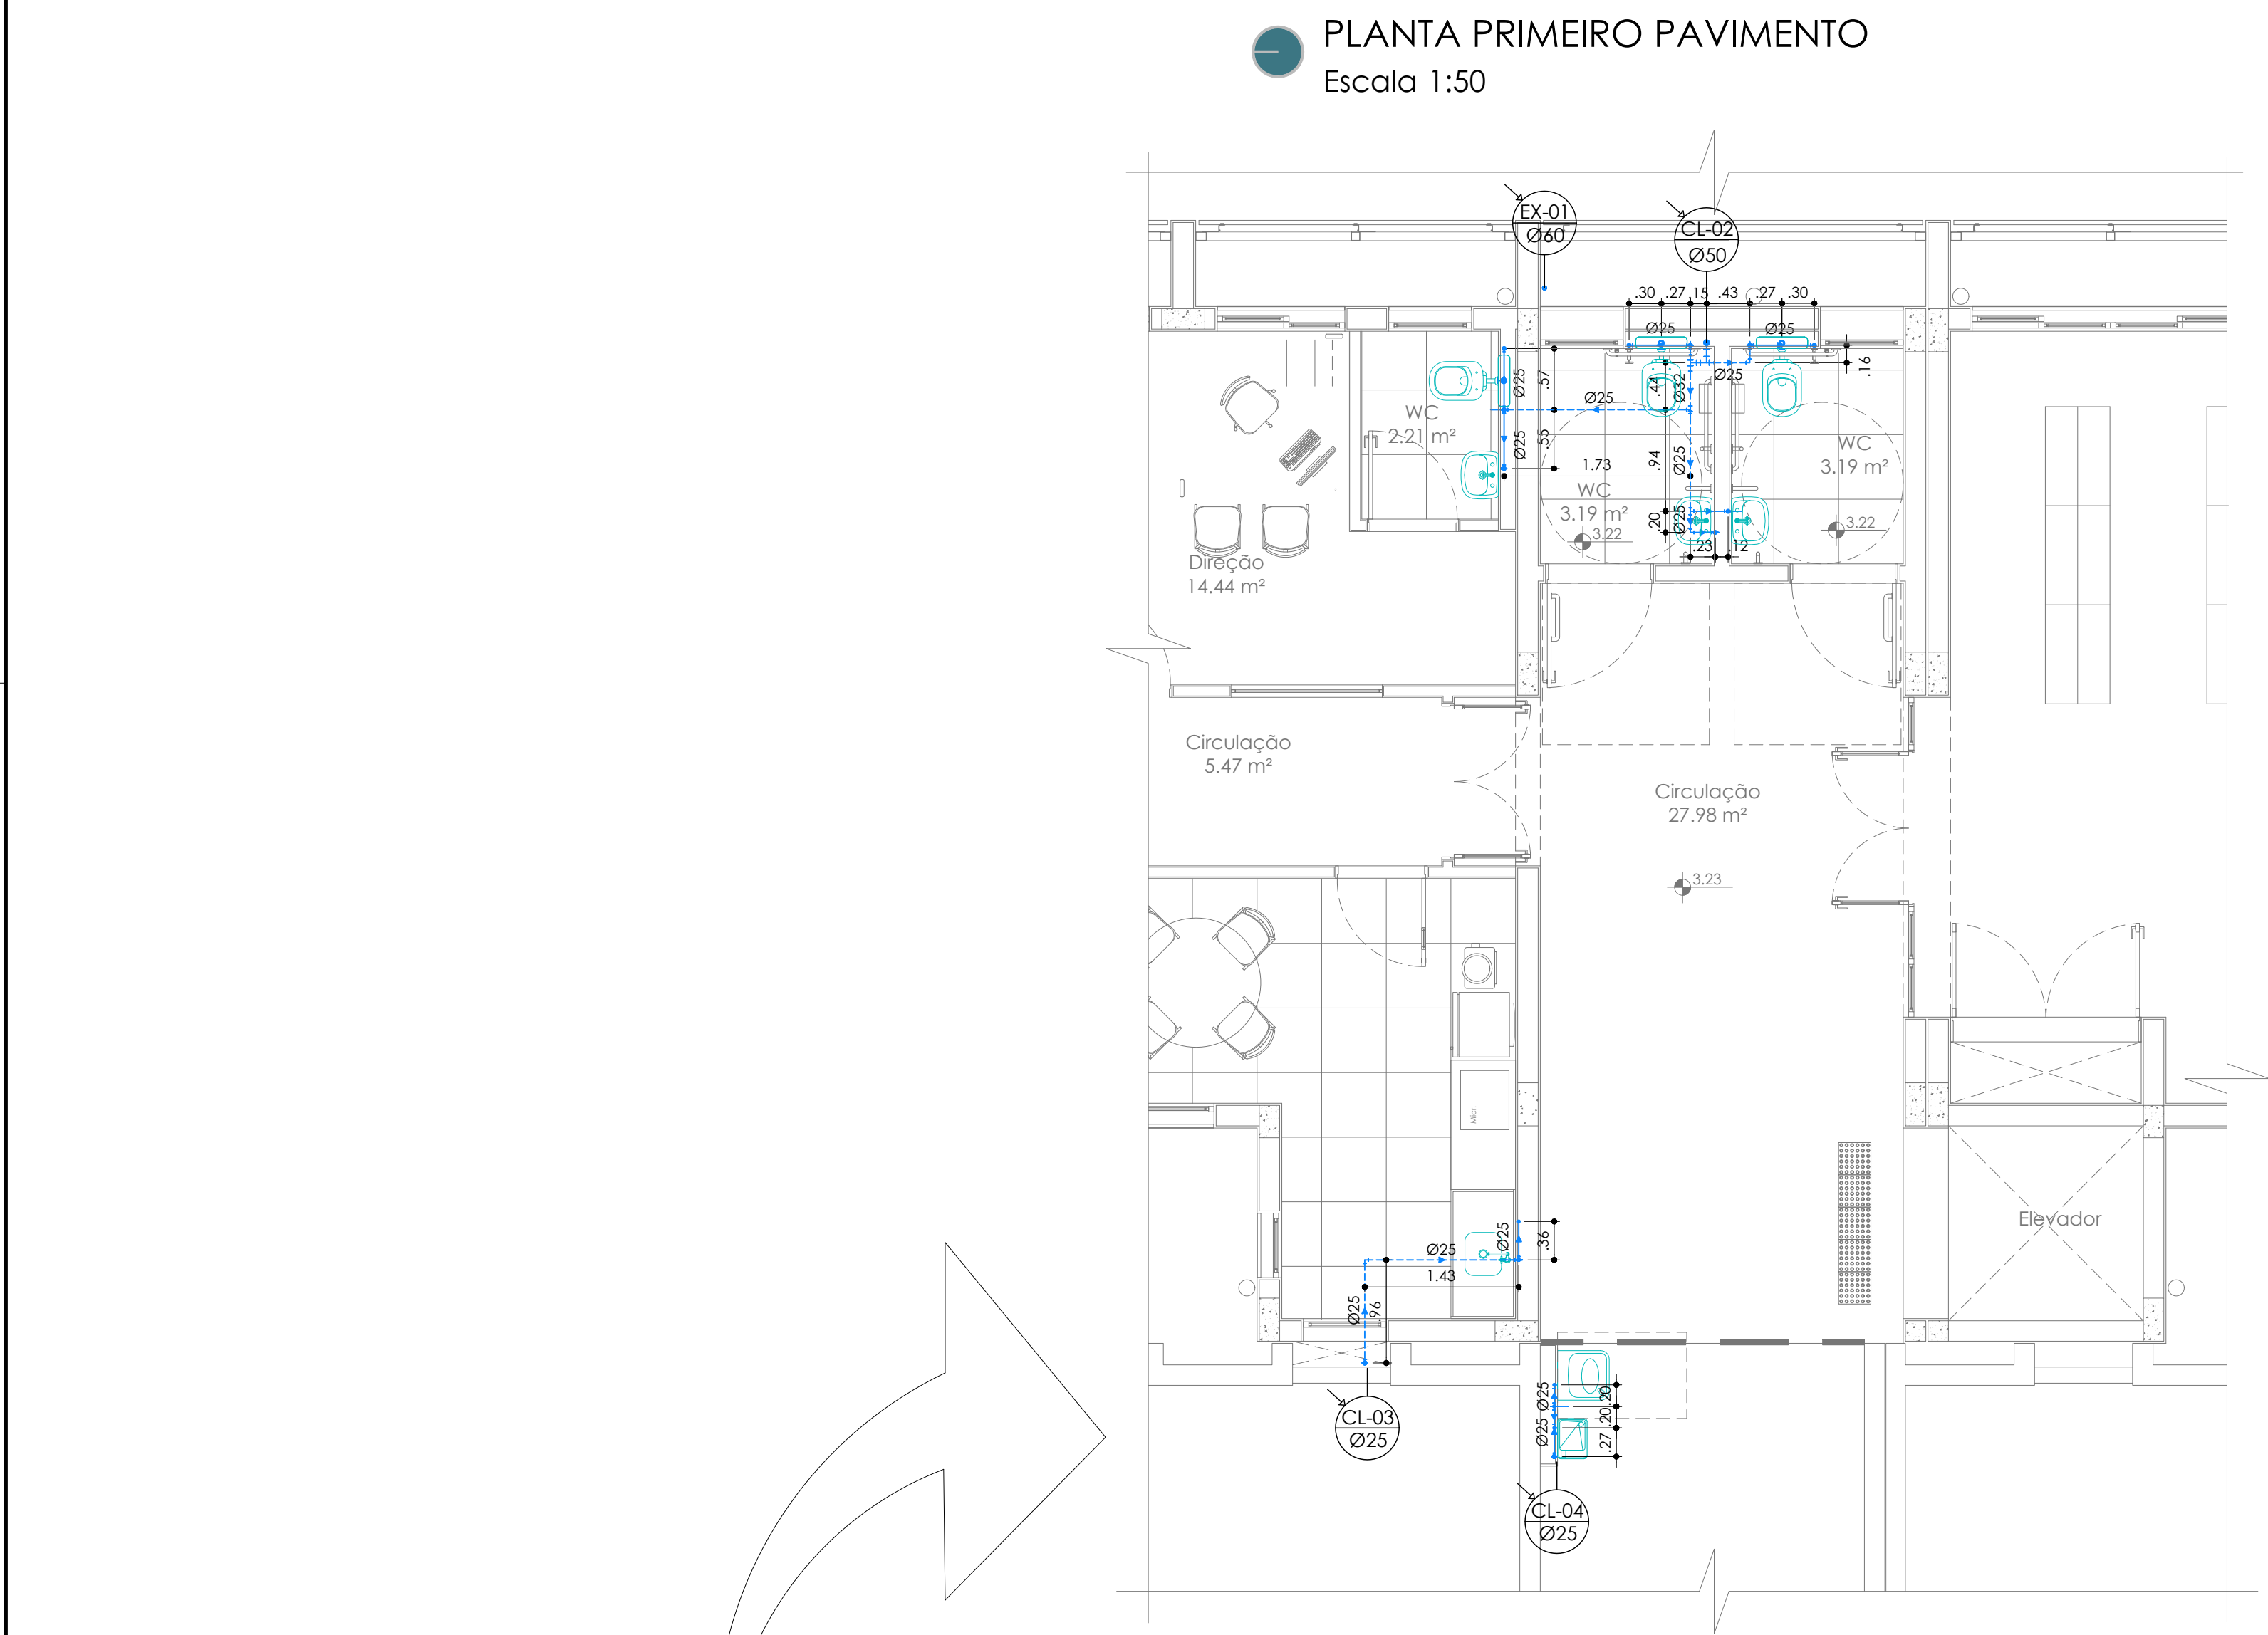 PLANTA PRIMEIRO PAVIMENTO
Escala 1:50
EX-01
Ø60
CL-02
Ø50
.30
.27
.15
.43
.27
.30
Ø25
Ø25
.16
Ø25
.57
.44
Ø32
Ø25
Ø25
WC
2.21 m²
Ø25
.55
1.73
.94
Ø25
WC
3.19 m²
WC
3.19 m²
.20
Ø25
3.22
3.22
.23
.12
Direção
14.44 m²
Circulação
5.47 m²
Circulação
27.98 m²
3.23
Micr.
Elevador
Ø25
Ø25
.36
1.43
Ø25
.96
CL-03
Ø25
Ø25
.20
.20
Ø25
.27
CL-04
Ø25